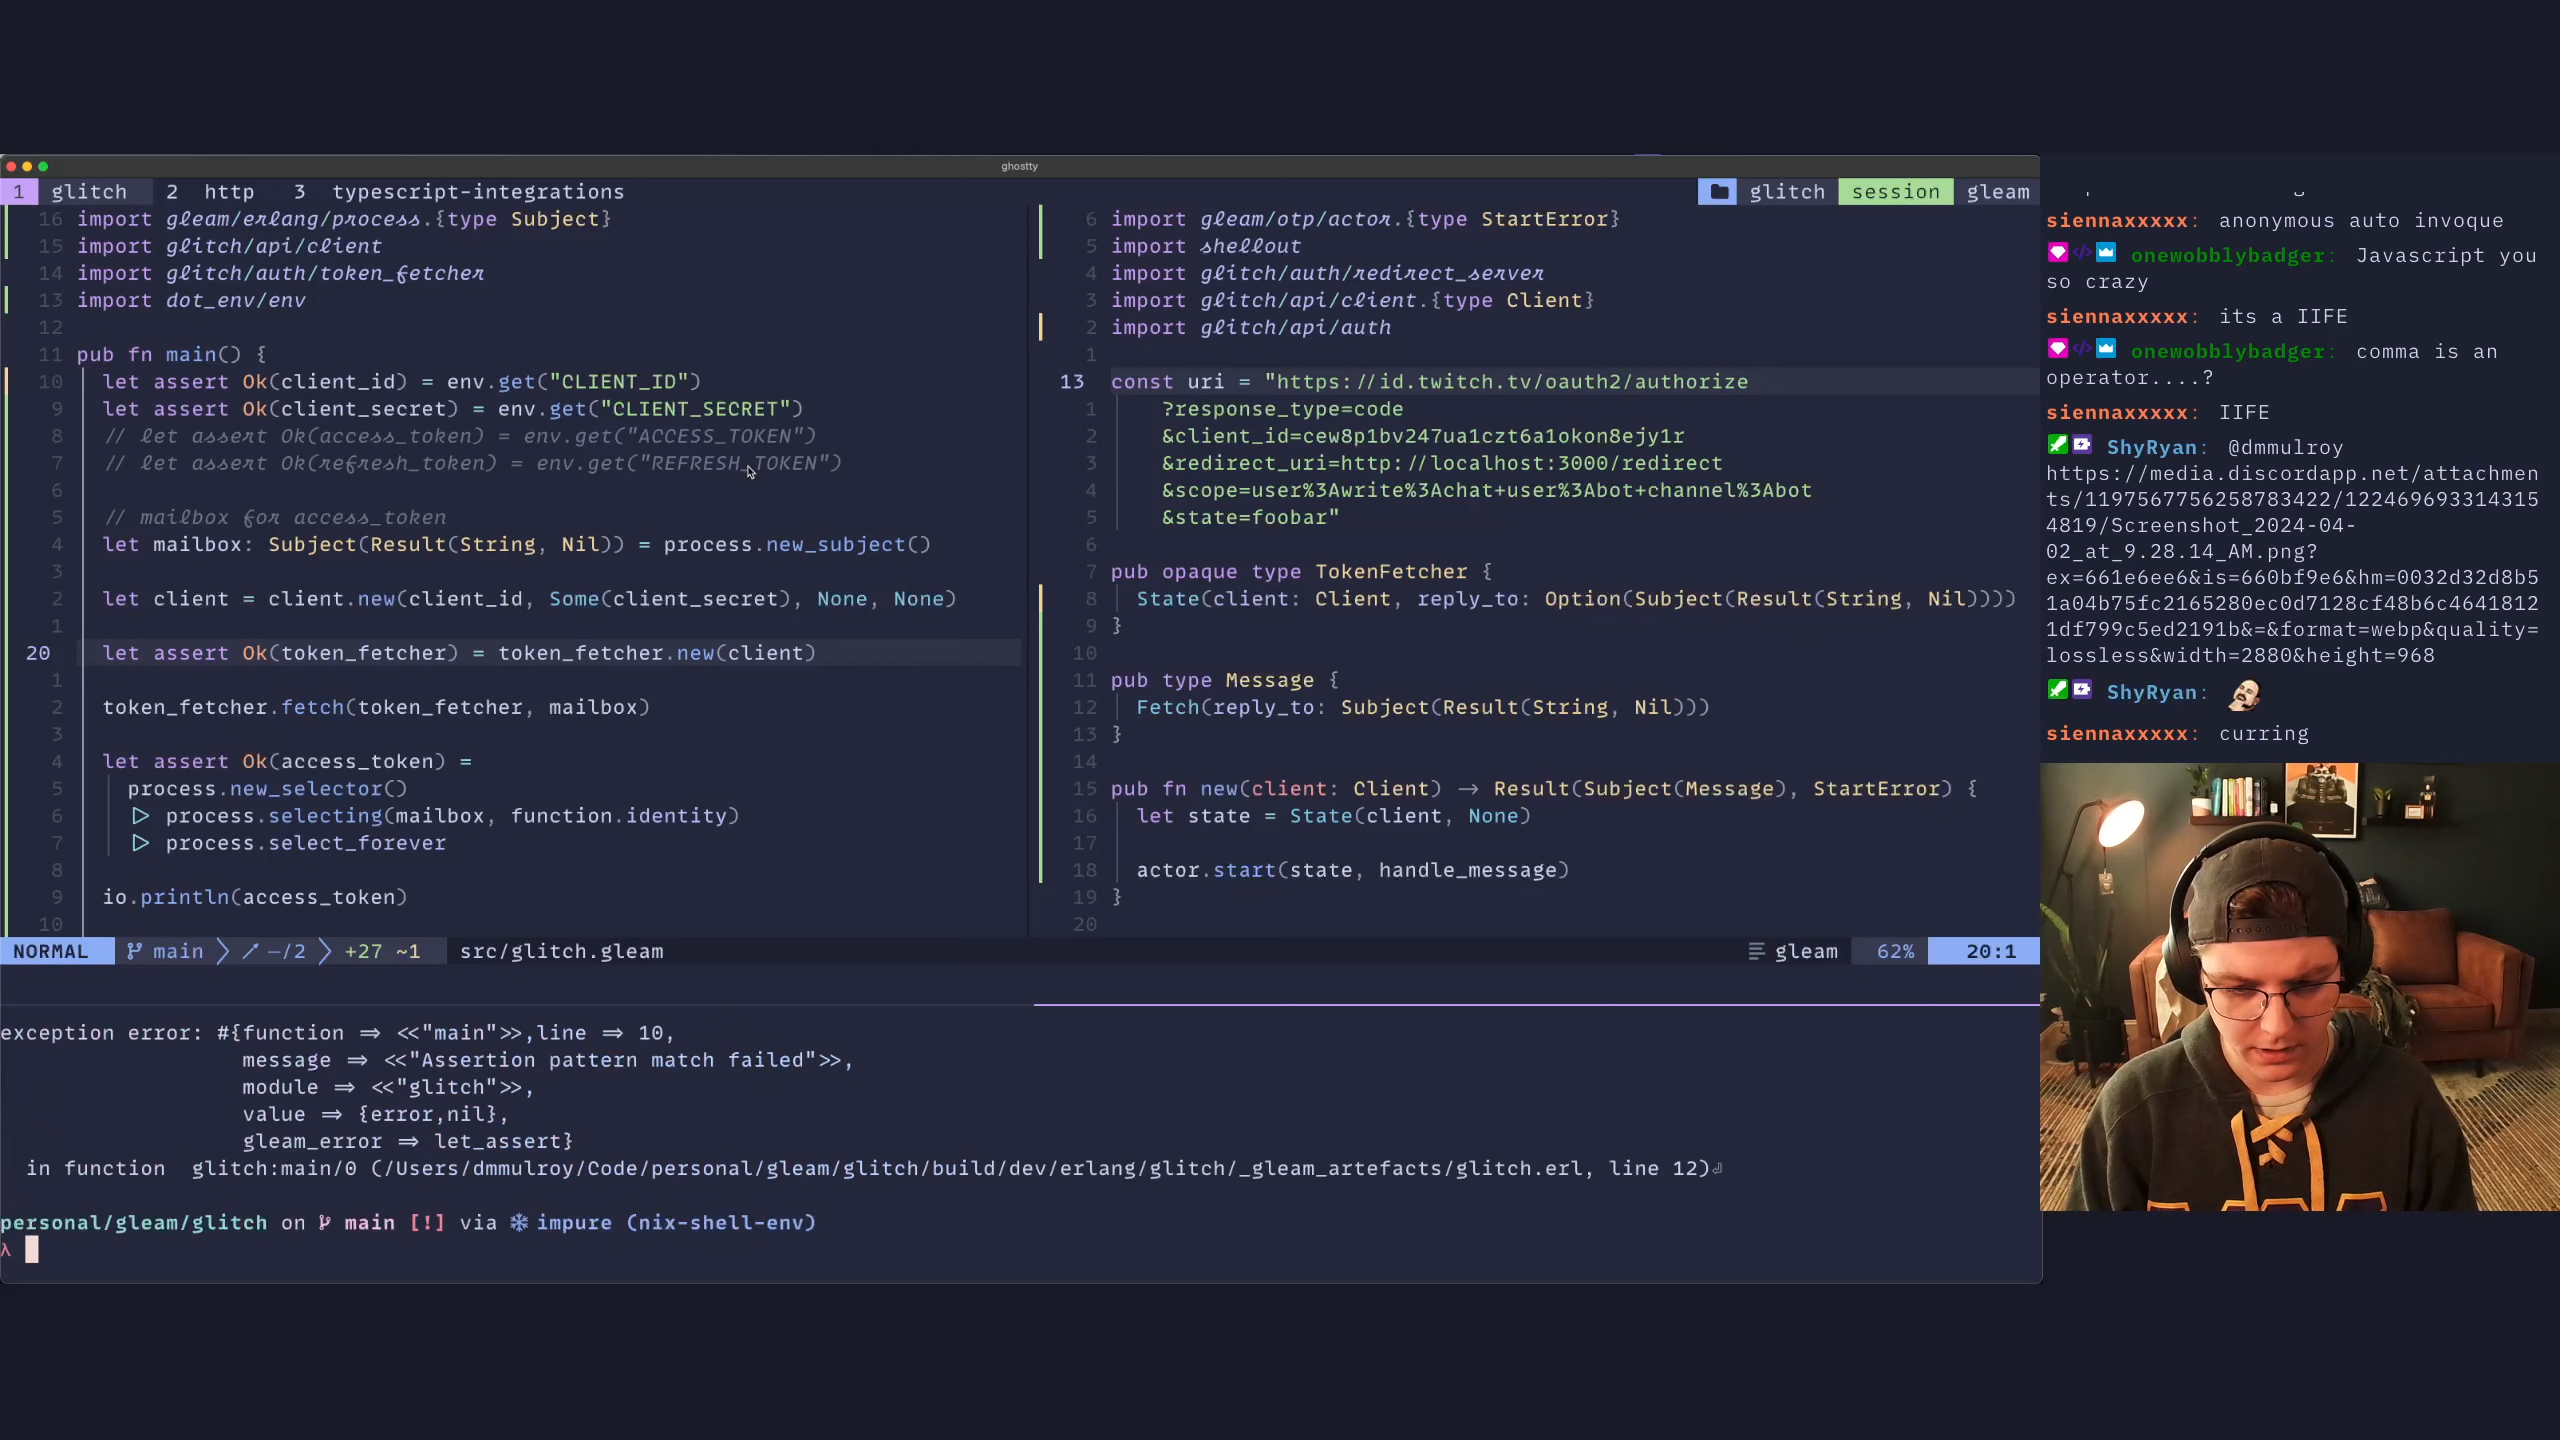 ghostty
1 glitch 2 http 3 typescript-integrations
glitch session gleam
16 import gleam/erlang/process.{type Subject}
15 import glitch/api/client
14 import glitch/auth/token_fetcher
13 import dot_env/env
12
11 pub fn main() {
10 let assert Ok(client_id) = env.get("CLIENT_ID")
9 let assert Ok(client_secret) = env.get("CLIENT_SECRET")
8 // let assert Ok(access_token) = env.get("ACCESS_TOKEN")
7 // let assert Ok(refresh_token) = env.get("REFRESH_TOKEN")
6
5 // mailbox for access_token
4 let mailbox: Subject(Result(String, Nil)) = process.new_subject()
3
2 let client = client.new(client_id, Some(client_secret), None, None)
1
20 let assert Ok(token_fetcher) = token_fetcher.new(client)
1
2 token_fetcher.fetch(token_fetcher, mailbox)
3
4 let assert Ok(access_token) =
5 process.new_selector()
6 ▷ process.selecting(mailbox, function.identity)
7 ▷ process.select_forever
8
9 io.println(access_token)
10
6 import gleam/otp/actor.{type StartError}
5 import shellout
4 import glitch/auth/redirect_server
3 import glitch/api/client.{type Client}
2 import glitch/api/auth
1
13 const uri = "https://id.twitch.tv/oauth2/authorize
1 ?response_type=code
2 &client_id=cew8p1bv247ua1czt6a1okon8ejy1r
3 &redirect_uri=http://localhost:3000/redirect
4 &scope=user%3Awrite%3Achat+user%3Abot+channel%3Abot
5 &state=foobar"
6
7 pub opaque type TokenFetcher {
8 State(client: Client, reply_to: Option(Subject(Result(String, Nil))))
9 }
10
11 pub type Message {
12 Fetch(reply_to: Subject(Result(String, Nil)))
13 }
14
15 pub fn new(client: Client) → Result(Subject(Message), StartError) {
16 let state = State(client, None)
17
18 actor.start(state, handle_message)
19 }
20
NORMAL main —/2 +27 ~1 src/glitch.gleam gleam 62% 20:1
exception error: #{function ⇒ <<"main">>,line ⇒ 10,
message ⇒ <<"Assertion pattern match failed">>,
module ⇒ <<"glitch">>,
value ⇒ {error,nil},
gleam_error ⇒ let_assert}
in function glitch:main/0 (/Users/dmmulroy/Code/personal/gleam/glitch/build/dev/erlang/glitch/_gleam_artefacts/glitch.erl, line 12)⏎
personal/gleam/glitch on main [!] via ❄ impure (nix-shell-env)
λ
siennaxxxxx: anonymous auto invoque
onewobblybadger: Javascript you
so crazy
siennaxxxxx: its a IIFE
onewobblybadger: comma is an
operator....?
siennaxxxxx: IIFE
ShyRyan: @dmmulroy
https://media.discordapp.net/attachmen
ts/1197567756258783422/122469693314315
4819/Screenshot_2024-04-
02_at_9.28.14_AM.png?
ex=661e6ee6&is=660bf9e6&hm=0032d32d8b5
1a04b75fc2165280ec0d7128cf48b6c4641812
1df799c5ed2191b&=&format=webp&quality=
lossless&width=2880&height=968
ShyRyan:
siennaxxxxx: curring